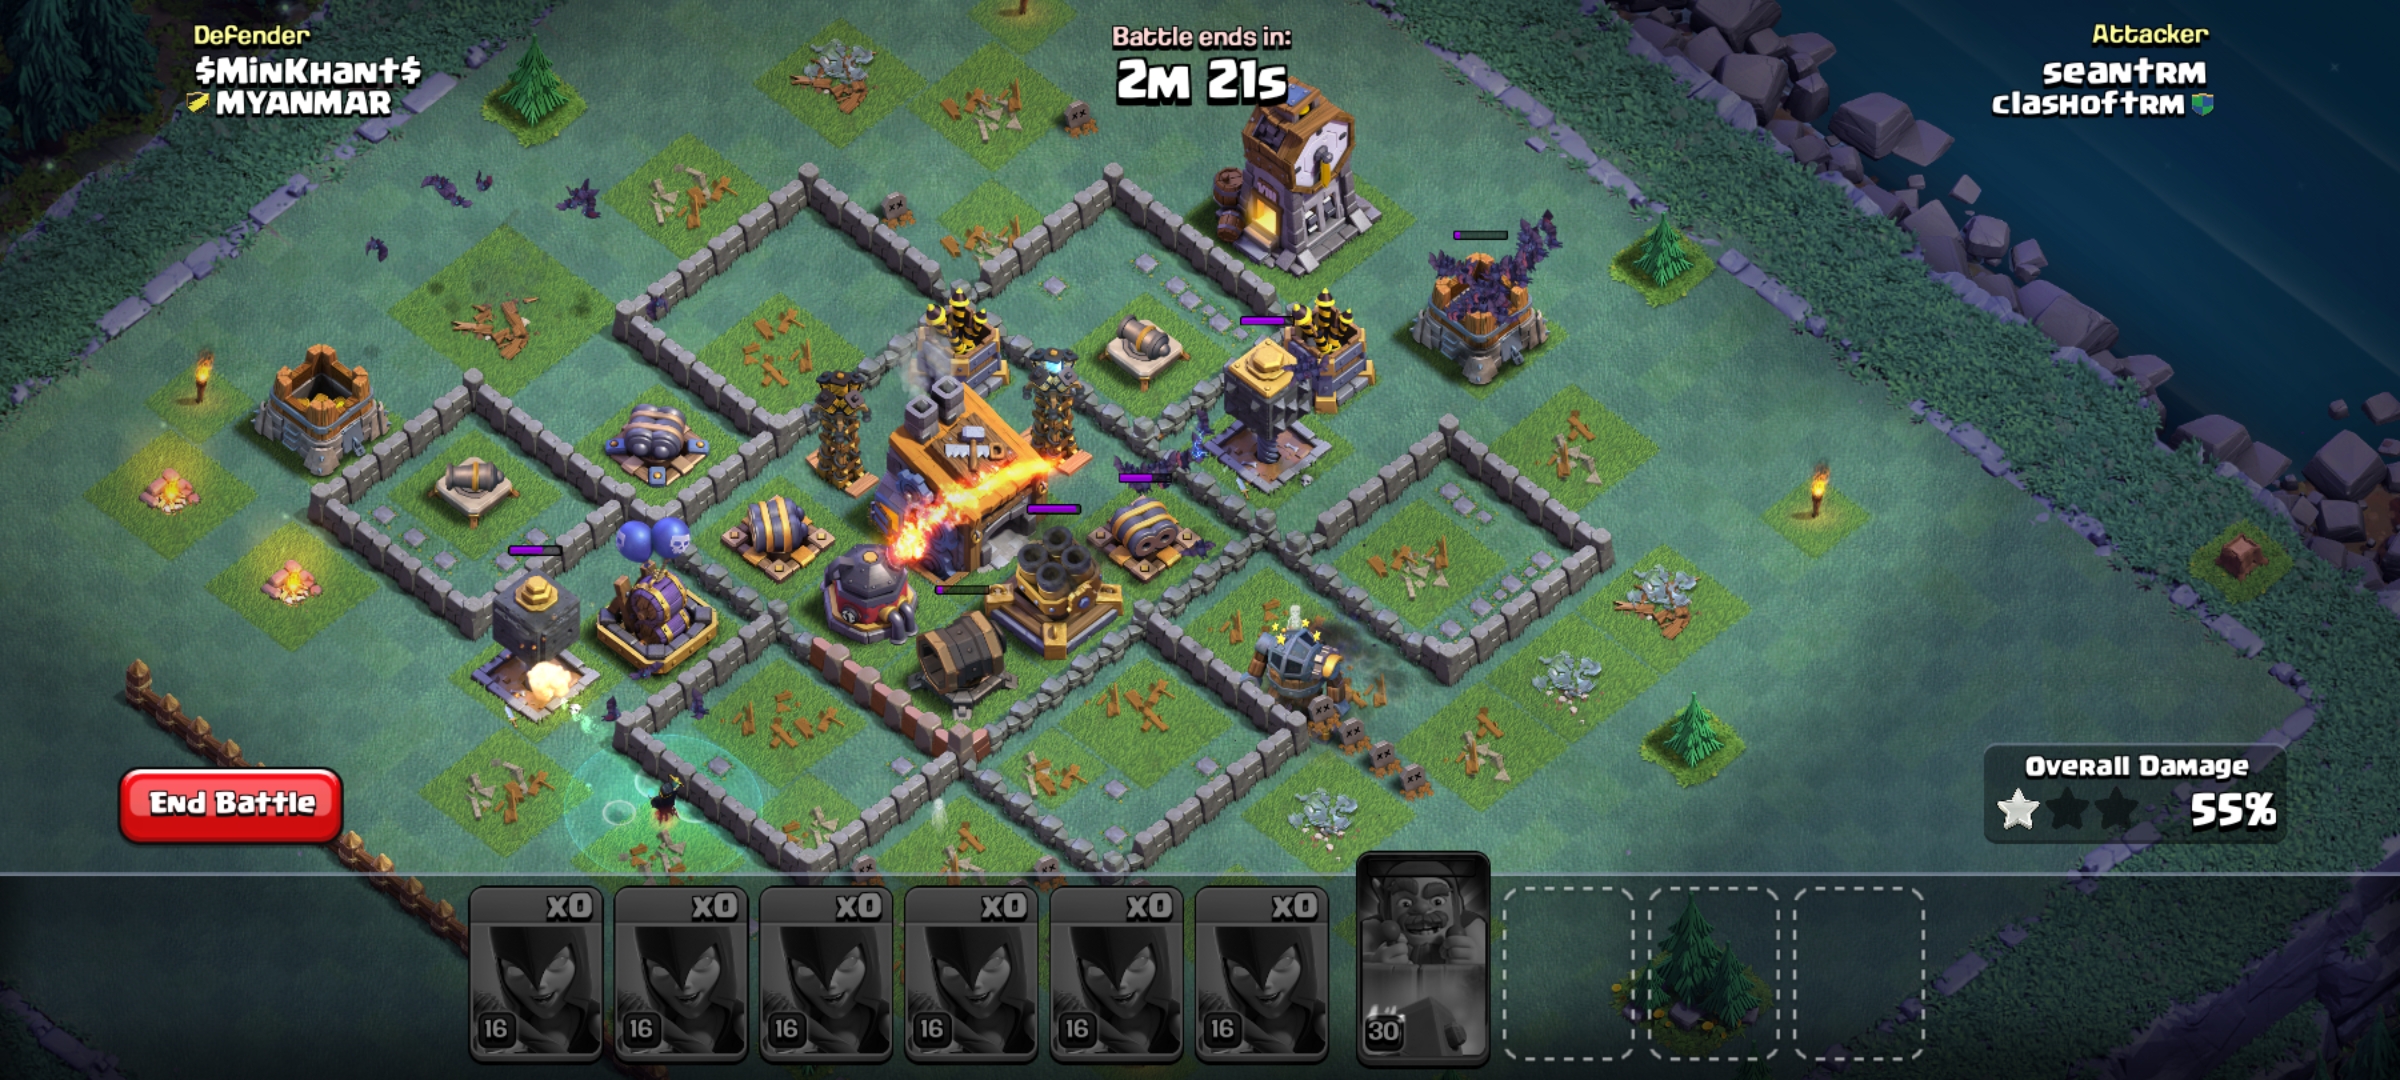 Defender
$MinKhant$
MYANMAR
Battle ends in:
2M 21s
Attacker
seantRM
clashoftRM
End Battle
Overall Damage
55%
x0
x0
x0
x0
x0
x0
16
16
16
16
16
16
30